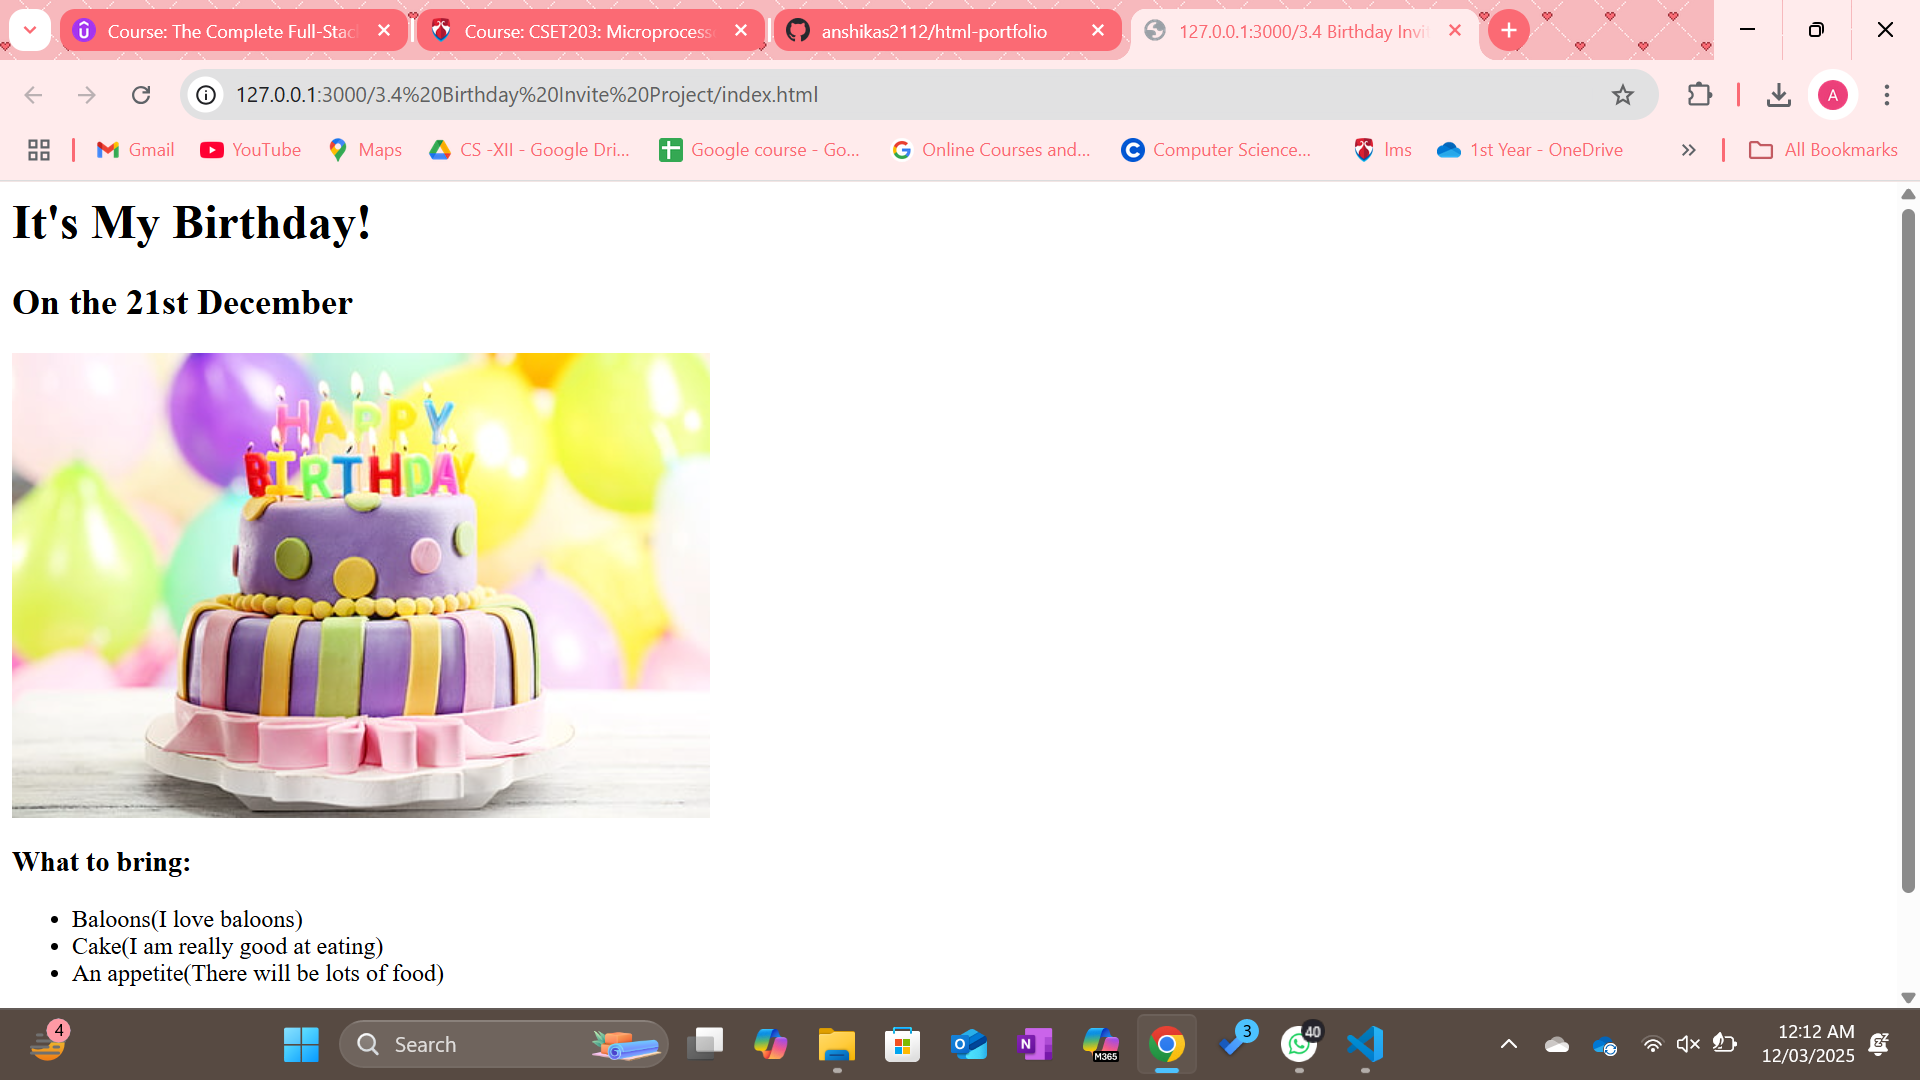 Course: The Complete Full-Stac
Course: CSET203: Microprocess
anshikas2112/html-portfolio
127.0.0.1:3000/3.4 Birthday Invi
127.0.0.1:3000/3.4%20Birthday%20Invite%20Project/index.html
A
Gmail
YouTube
Maps
CS -XII - Google Dri...
Google course - Go...
Online Courses and...
Computer Science...
lms
1st Year - OneDrive
All Bookmarks
It's My Birthday!
On the 21st December
HAPPY
BIRTHDAY
What to bring:
Baloons(I love baloons)
Cake(I am really good at eating)
An appetite(There will be lots of food)
4
Search
M365
3
40
12:12 AM
12/03/2025